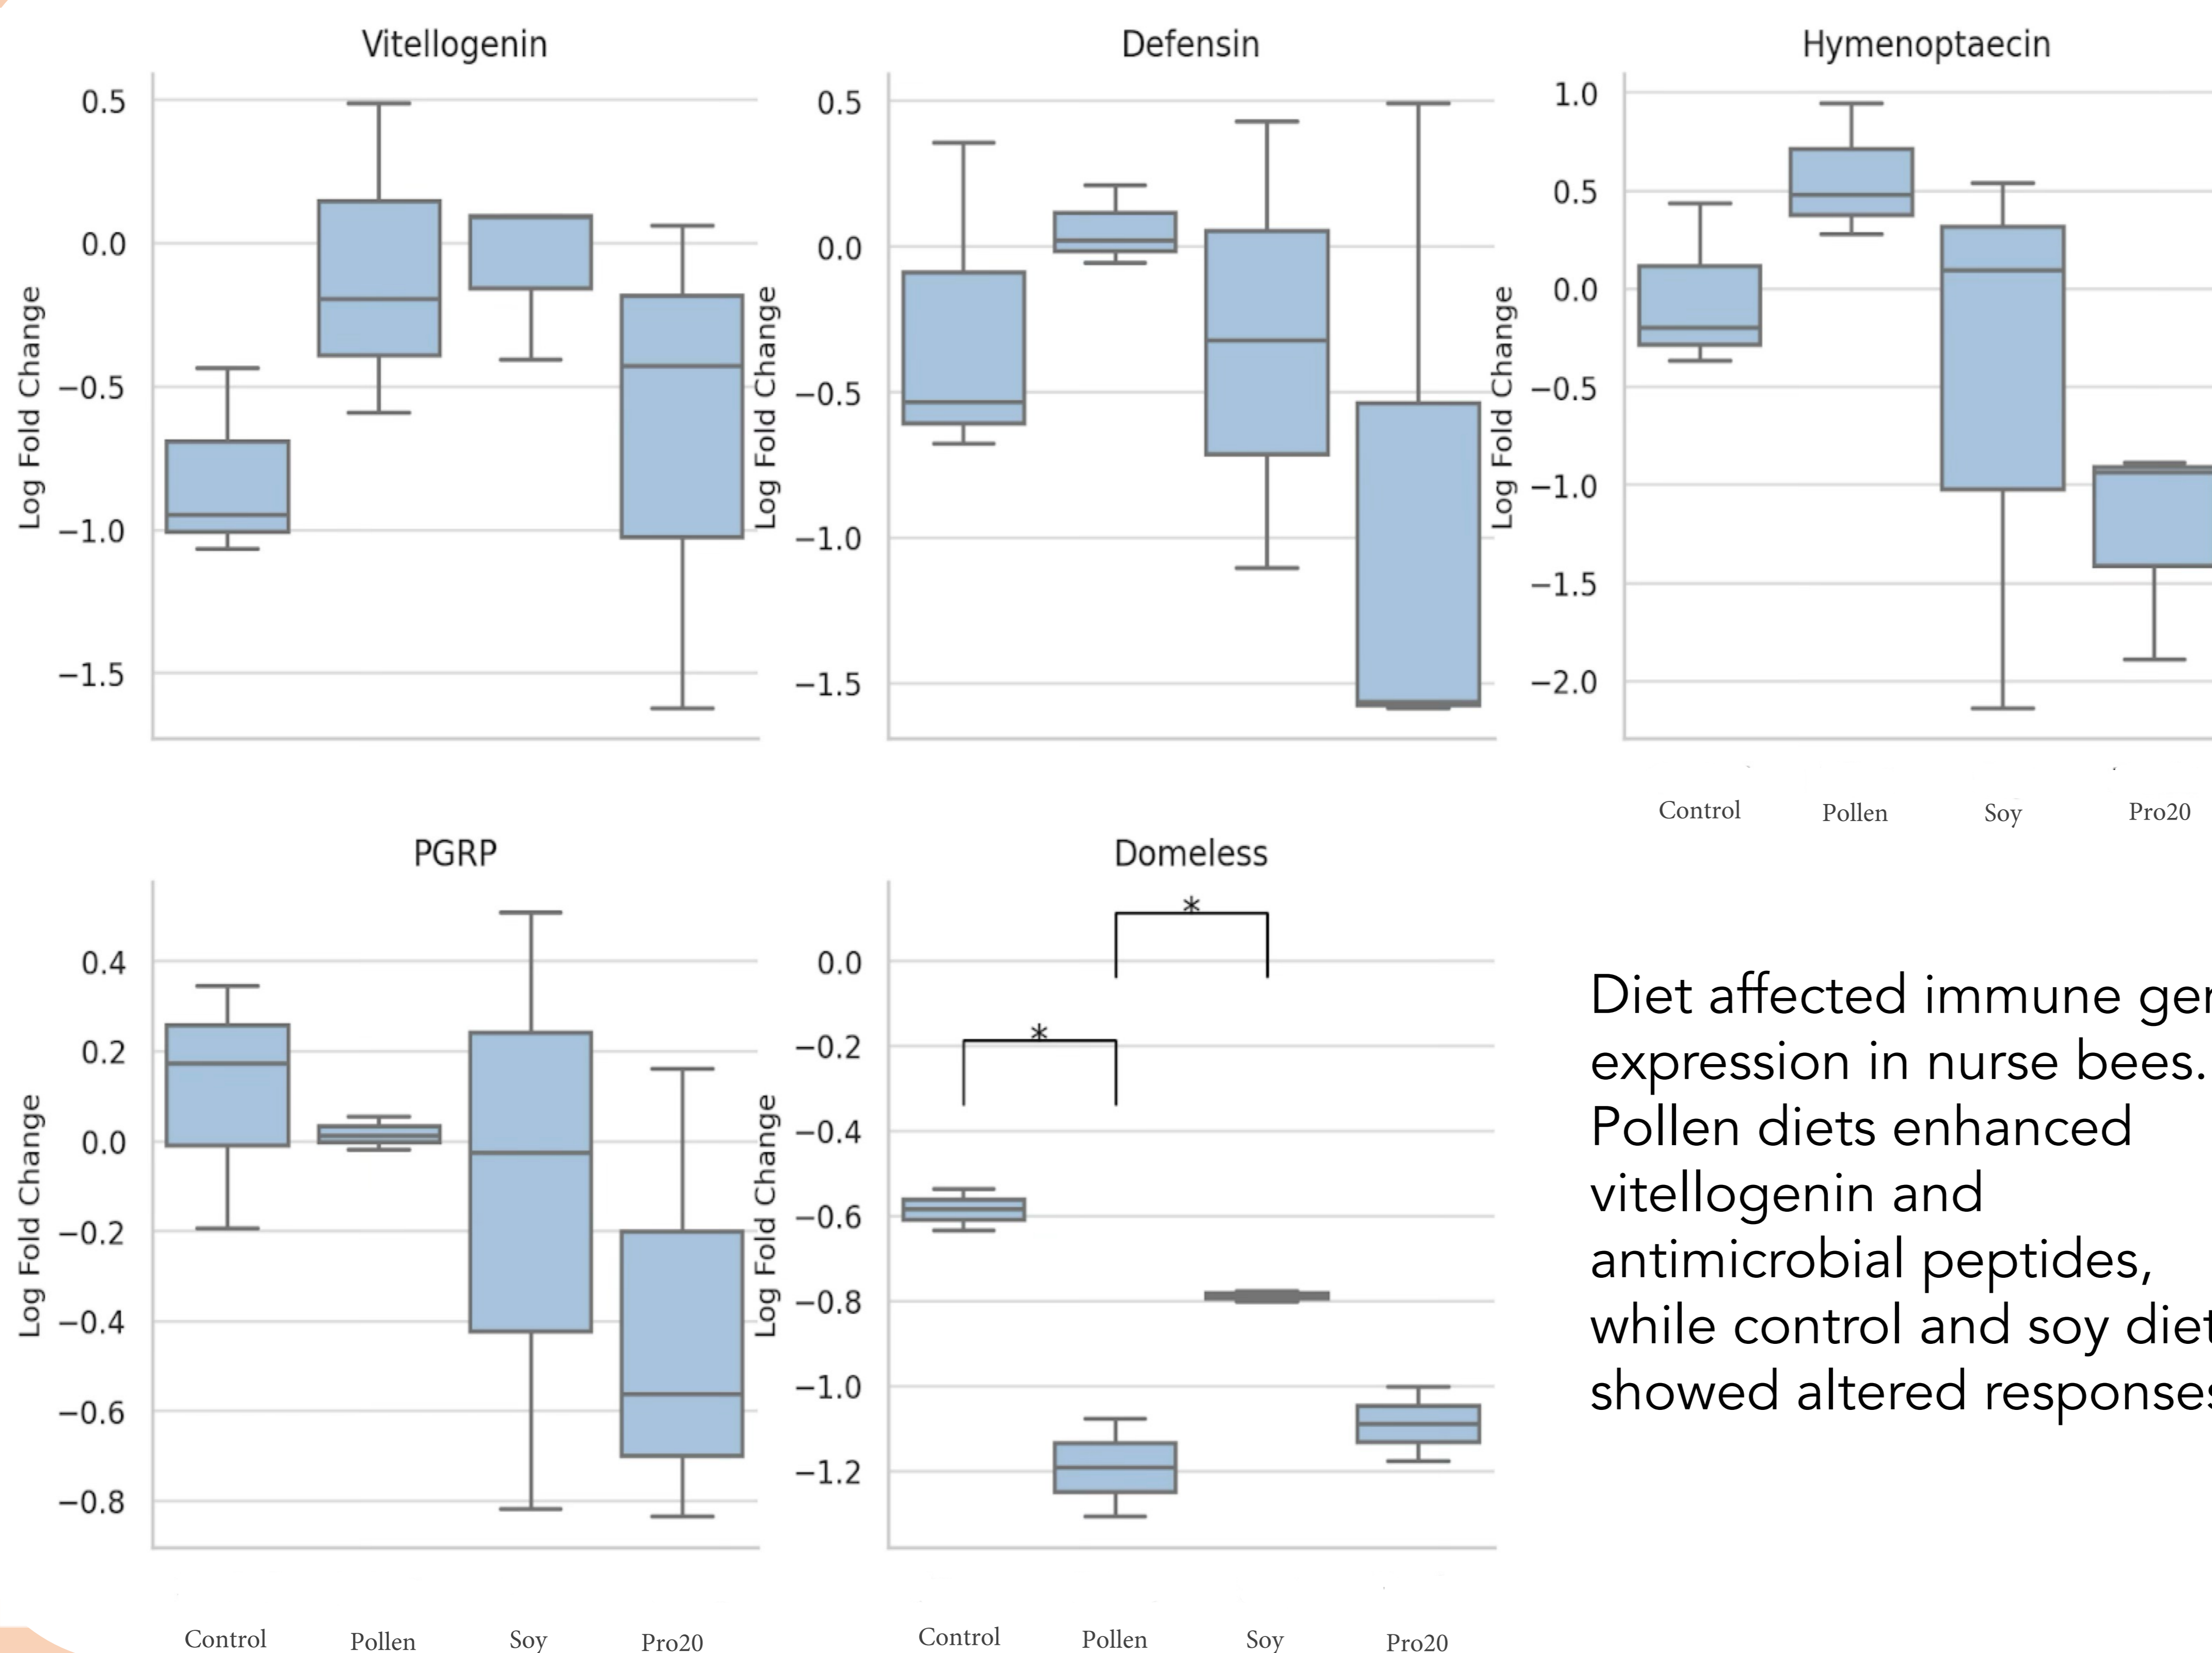 Vitellogenin
0.5
0.0
−0.5
−1.0
−1.5
Log Fold Change
Defensin
0.5
0.0
−0.5
−1.0
−1.5
Log Fold Change
Hymenoptaecin
1.0
0.5
0.0
−0.5
−1.0
−1.5
−2.0
Log Fold Change
Control Pollen Soy Pro20
PGRP
0.4
0.2
0.0
−0.2
−0.4
−0.6
−0.8
Log Fold Change
Control Pollen Soy Pro20
Domeless
*
*
0.0
−0.2
−0.4
−0.6
−0.8
−1.0
−1.2
Log Fold Change
Control Pollen Soy Pro20
Diet affected immune
expression in nurse bees.
Pollen diets enhanced
vitellogenin and
antimicrobial peptides,
while control and soy diet
showed altered responses